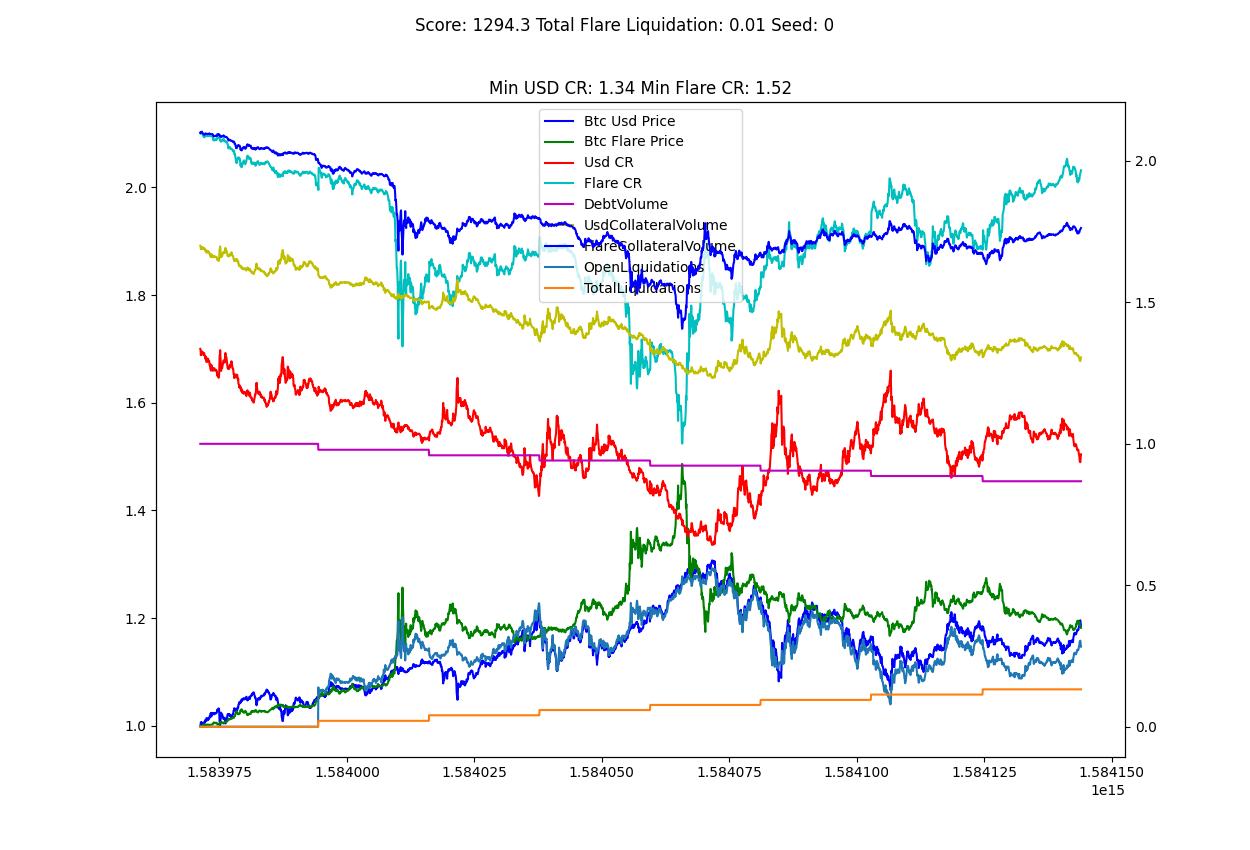 Score: 1294.3 Total Flare Liquidation: 0.01 Seed: 0
Min USD CR: 1.34 Min Flare CR: 1.52
Btc Usd Price
Btc Flare Price
Usd CR
Flare CR
DebtVolume
UsdCollateralVolume
FlareCollateralVolume
OpenLiquidations
TotalLiquidations
2.0
1.8
1.6
1.4
1.2
1.0
2.0
1.5
1.0
0.5
0.0
1.583975 1.584000 1.584025 1.584050 1.584075 1.584100 1.584125 1.584150
1e15